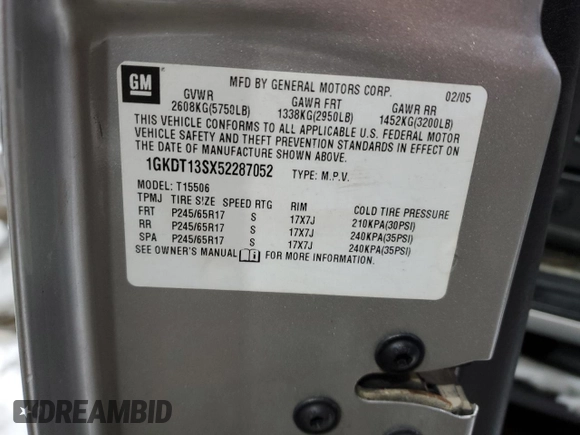 GM
MFD BY GENERAL MOTORS CORP. 02/05
GVWR GAWR FRT GAWR RR
2608KG(5750LB) 1338KG(2950LB) 1452KG(3200LB)
THIS VEHICLE CONFORMS TO ALL APPLICABLE U.S. FEDERAL MOTOR
VEHICLE SAFETY AND THEFT PREVENTION STANDARDS IN EFFECT ON
THE DATE OF MANUFACTURE SHOWN ABOVE.
1GKDT13SX52287052 TYPE: M.P.V.
MODEL: T15506
TPMJ TIRE SIZE SPEED RTG RIM COLD TIRE PRESSURE
FRT P245/65R17 S 17X7J 210KPA(30PSI)
RR P245/65R17 S 17X7J 240KPA(35PSI)
SPA P245/65R17 S 17X7J 240KPA(35PSI)
SEE OWNER'S MANUAL FOR MORE INFORMATION.
DREAMBID